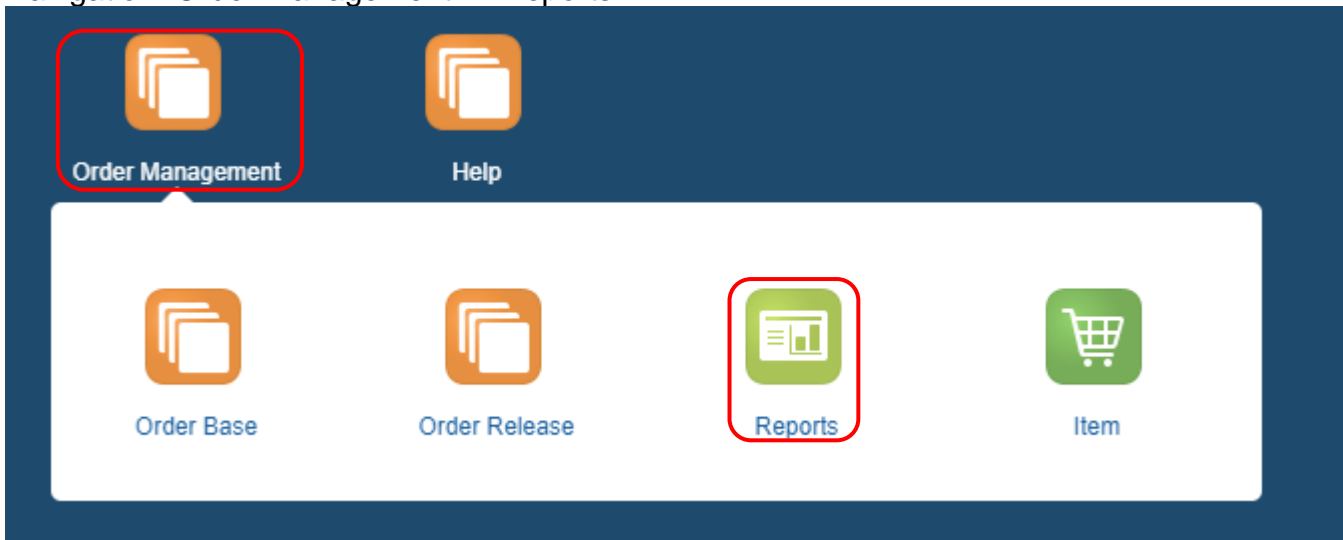 Order Management
Help
Order Base
Order Release
Reports
Item